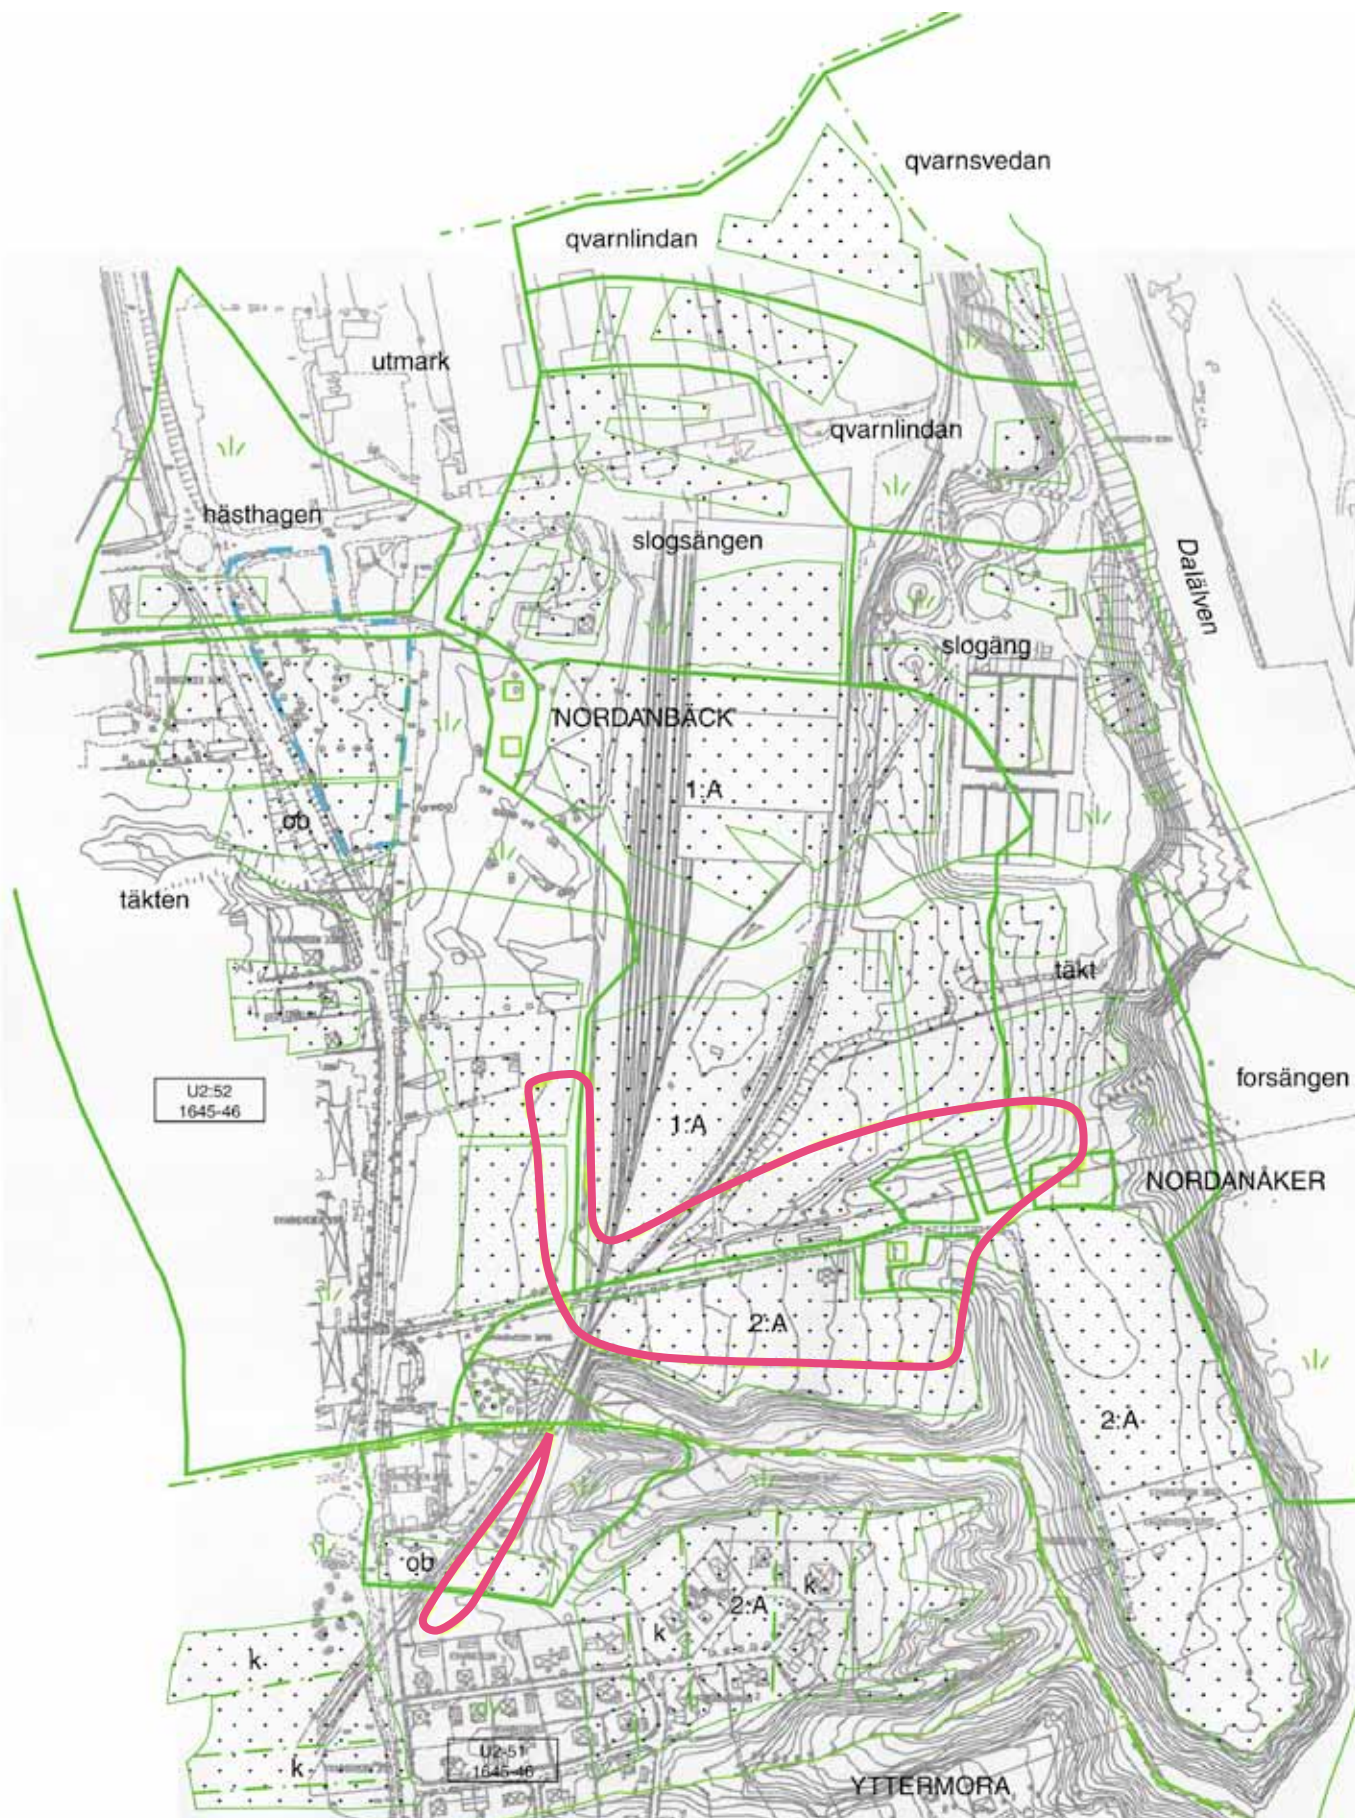 qvarnsvedan
qvarnlindan
utmark
qvarnlindan
hästhagen
slogsängen
Dalälven
slogäng
NORDANBÄCK
1:A
ob
täkten
täkt
U2:52
1645-46
forsängen
1:A
NORDANÅKER
2:A
2:A
ob
k
2:A
k
k
k
U2:51
1645-46
YTTERMORA